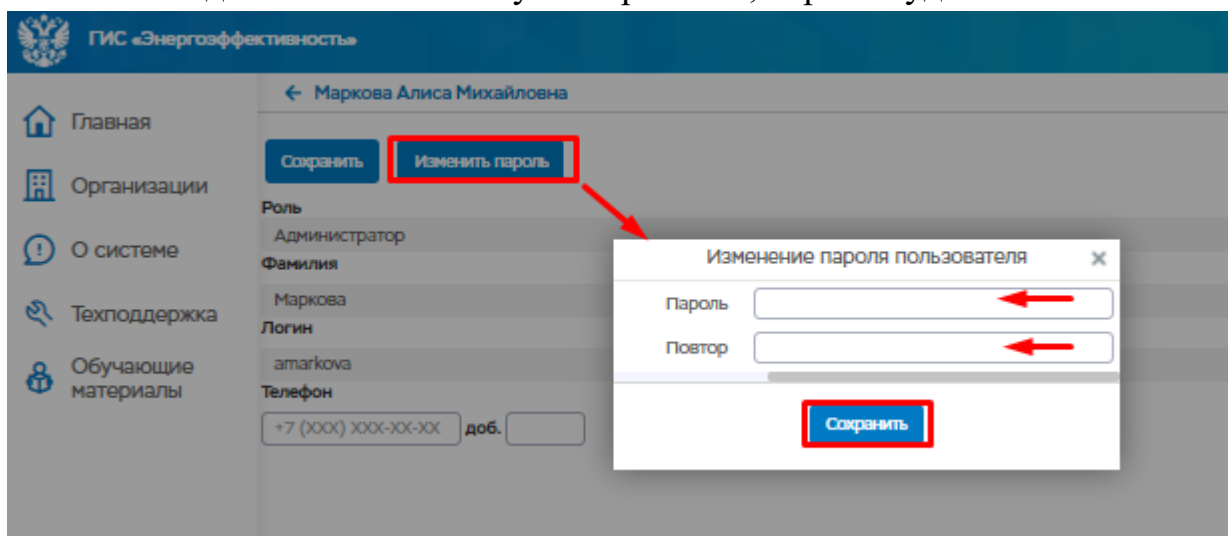 ГИС «Энергоэффективность»
← Маркова Алиса Михайловна
Главная
Организации
О системе
Техподдержка
Обучающие
материалы
Сохранить
Изменить пароль
Роль
Администратор
Фамилия
Маркова
Логин
amarkova
Телефон
+7 (XXX) XXX-XX-XX доб.
Изменение пароля пользователя ×
Пароль
Повтор
Сохранить